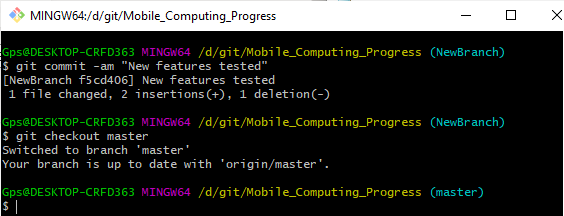 MINGW64:/d/git/Mobile_Computing_Progress
Gps@DESKTOP-CRFD363 MINGW64 /d/git/Mobile_Computing_Progress (NewBranch)
$ git commit -am "New features tested"
[NewBranch f5cd406] New features tested
 1 file changed, 2 insertions(+), 1 deletion(-)
Gps@DESKTOP-CRFD363 MINGW64 /d/git/Mobile_Computing_Progress (NewBranch)
$ git checkout master
Switched to branch 'master'
Your branch is up to date with 'origin/master'.
Gps@DESKTOP-CRFD363 MINGW64 /d/git/Mobile_Computing_Progress (master)
$